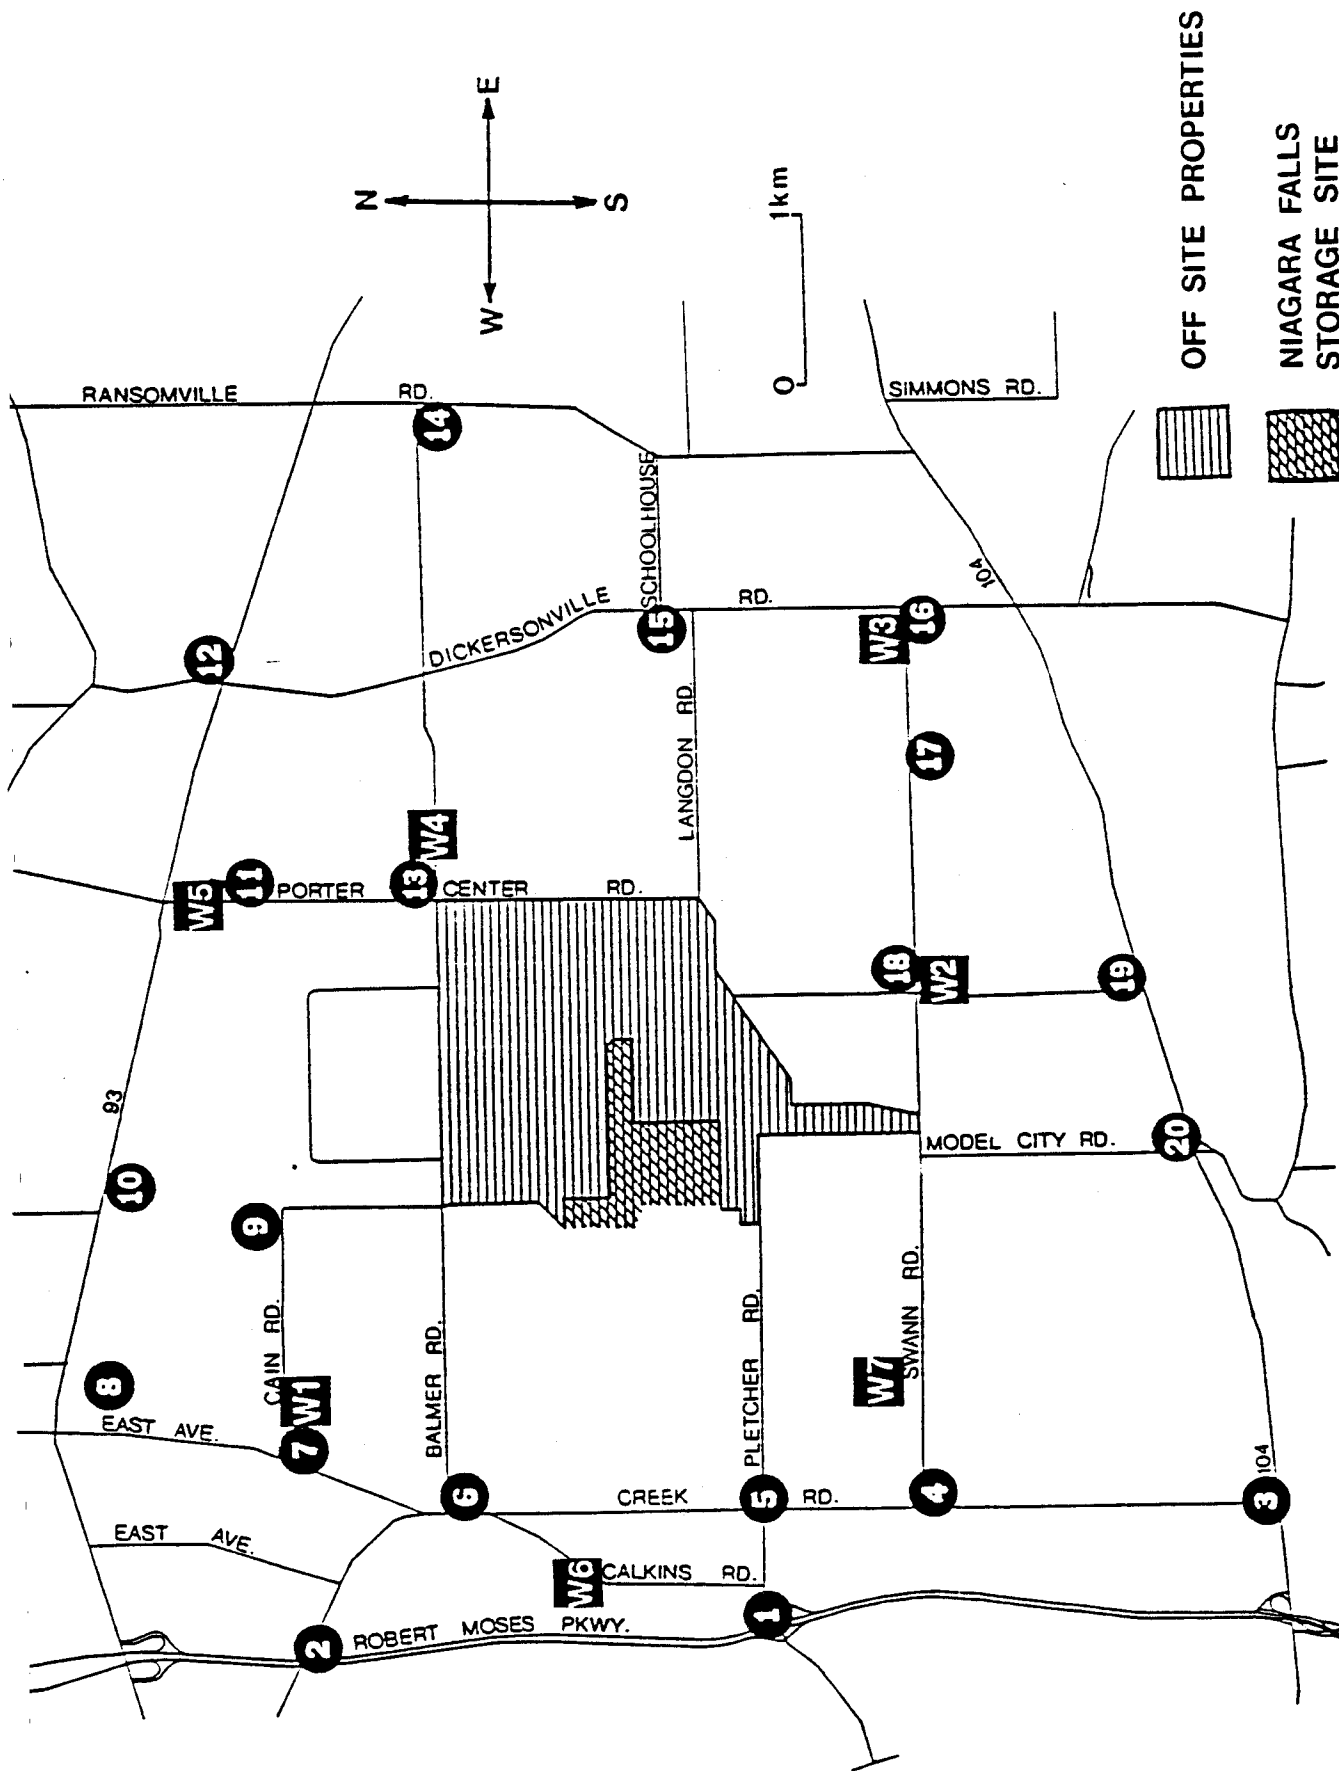 N
W
E
S
0
1km
OFF SITE PROPERTIES
NIAGARA FALLS
STORAGE SITE
RANSOMVILLE RD.
SIMMONS RD.
SCHOOLHOUSE
DICKERSONVILLE RD.
LANGDON RD.
104
PORTER CENTER RD.
93
MODEL CITY RD.
CAIN RD.
BALMER RD.
PLETCHER RD.
SWANN RD.
EAST AVE.
EAST AVE.
CREEK RD.
CALKINS RD.
ROBERT MOSES PKWY.
104
1
2
3
4
5
6
7
8
9
10
11
12
13
14
15
16
17
18
19
20
W1
W2
W3
W4
W5
W6
W7